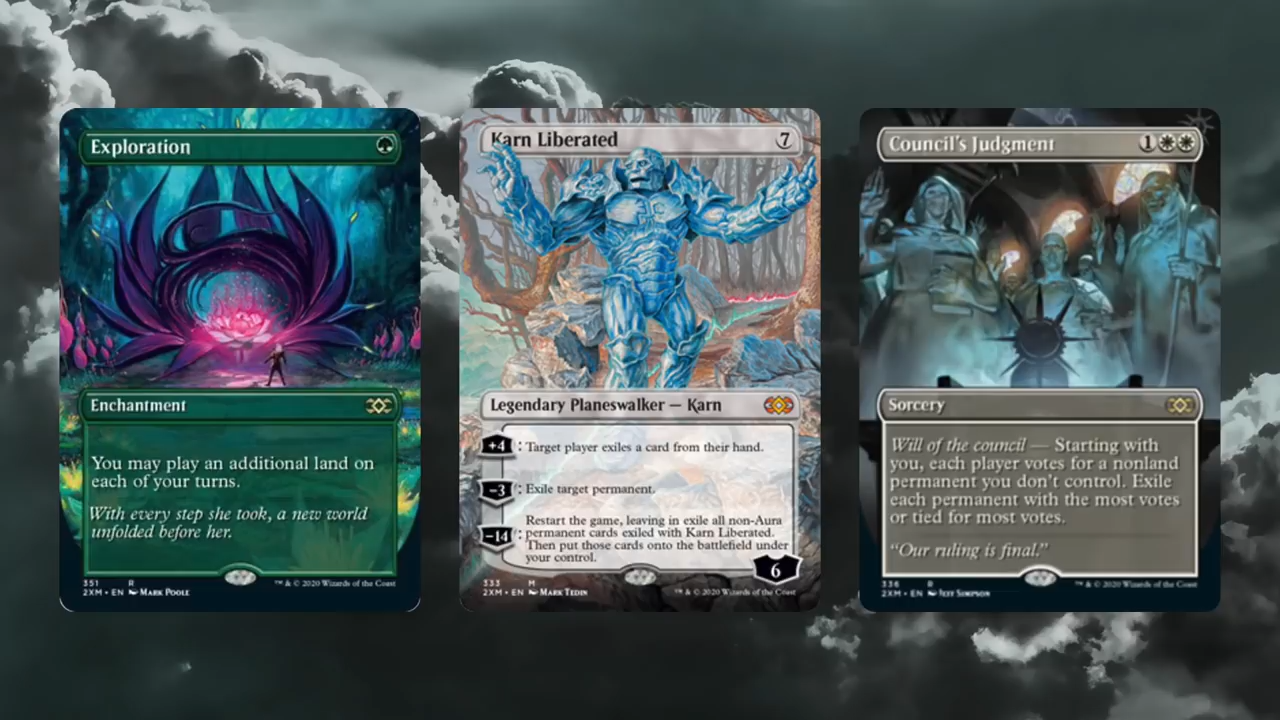 Exploration
Enchantment
You may play an additional land on
each of your turns.
With every step she took, a new world
unfolded before her.
351 R
2XM • EN Mark Poole
™ & © 2020 Wizards of the Coast
Karn Liberated 7
Legendary Planeswalker — Karn
+4: Target player exiles a card from their hand.
−3: Exile target permanent.
Restart the game, leaving in exile all non-Aura
−14: permanent cards exiled with Karn Liberated.
Then put those cards onto the battlefield under
your control.
6
333 M
2XM • EN Mark Tedin
™ & © 2020 Wizards of the Coast
Council's Judgment 1
Sorcery
Will of the council — Starting with
you, each player votes for a nonland
permanent you don't control. Exile
each permanent with the most votes
or tied for most votes.
"Our ruling is final."
336 R
2XM • EN Jeff Simpson
™ & © 2020 Wizards of the Coast